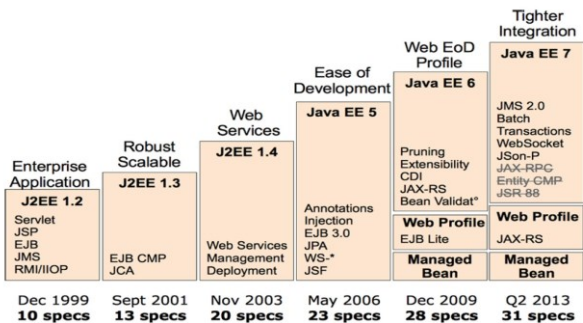 Enterprise
Application
J2EE 1.2
Servlet
JSP
EJB
JMS
RMI/IIOP
Dec 1999
10 specs
Robust
Scalable
J2EE 1.3
EJB CMP
JCA
Sept 2001
13 specs
Web
Services
J2EE 1.4
Web Services
Management
Deployment
Nov 2003
20 specs
Ease of
Development
Java EE 5
Annotations
Injection
EJB 3.0
JPA
WS-*
JSF
May 2006
23 specs
Web EoD
Profile
Java EE 6
Pruning
Extensibility
CDI
JAX-RS
Bean Validat°
Web Profile
EJB Lite
Managed
Bean
Dec 2009
28 specs
Tighter
Integration
Java EE 7
JMS 2.0
Batch
Transactions
WebSocket
JSon-P
JAX-RPC
Entity CMP
JSR 88
Web Profile
JAX-RS
Managed
Bean
Q2 2013
31 specs